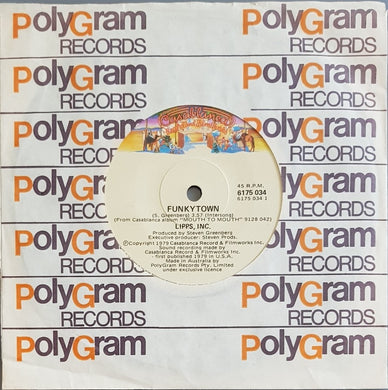 PolyGram PolyGram
RECORDS RECORDS
PolyGram PolyGram
RECORDS RECORDS
PolyGram PolyGram
RECORDS RECORDS
PolyGram PolyGram
RECORDS RECORDS
PolyGram PolyGram
RECORDS RECORDS
PolyGram PolyGram
RECORDS RECORDS
PolyGram PolyGram
RECORDS RECORDS
PolyGram PolyGram
Casablanca
45 R.P.M.
6175 034
6175 034 1
FUNKYTOWN
(S. Greenberg) 3.57 (Intersong)
(From Casablanca album "MOUTH TO MOUTH" 9128 042)
LIPPS, INC.
Produced by Steven Greenberg
Executive producer: Steven Prods.
Ⓒ Copyright 1979 Casablanca Record & Filmworks Inc.
Sound recording made by
Casablanca Record & Filmworks Inc.
first published 1979 in U.S.A.
Made in Australia by
PolyGram Records Pty. Limited
under exclusive licence